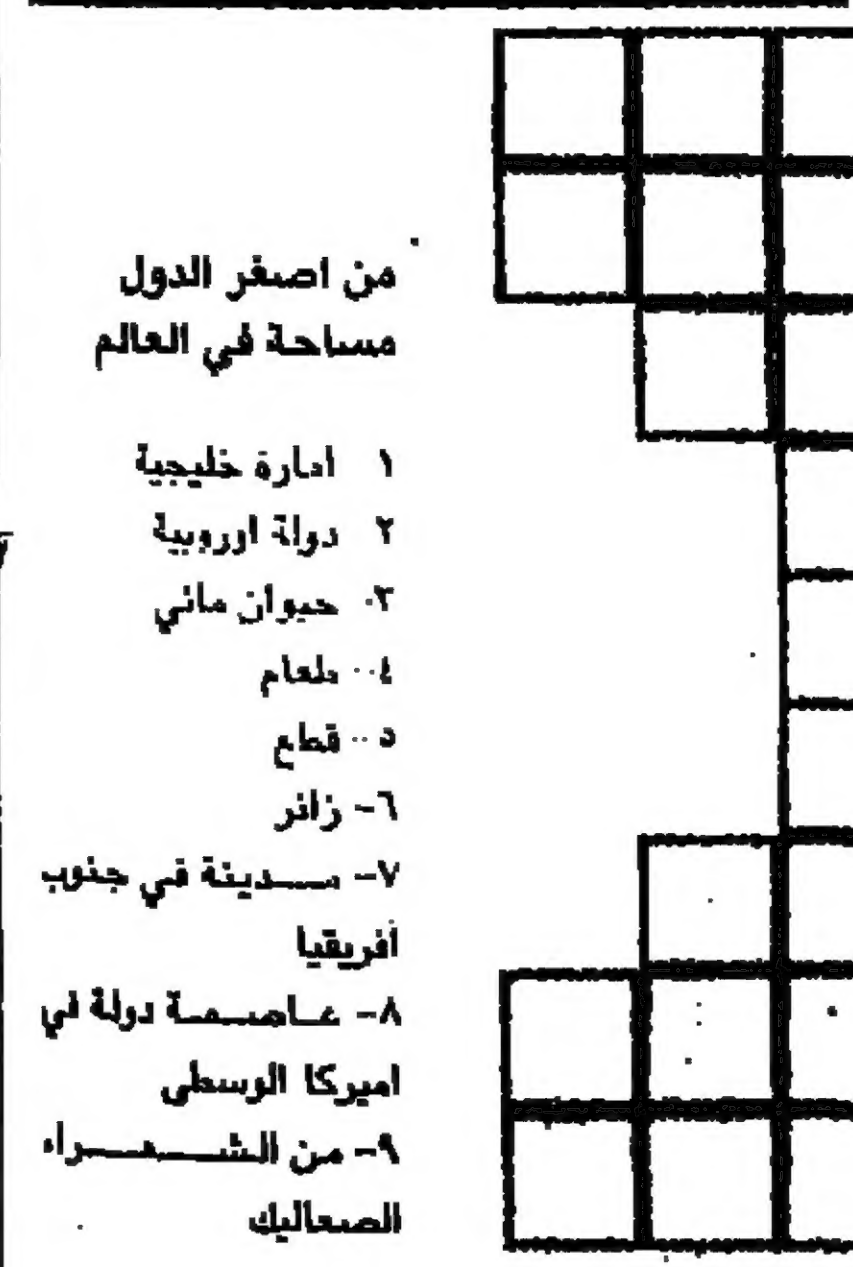 من اصغر الدول
مساحة في العالم
١ امارة خليجية
٢ دولة اوروبية
٣- حيوان مائي
٤- طعام
٥- قطع
٦- زائر
٧- مدينة في جنوب
أفريقيا
٨- عاصمة دولة في
اميركا الوسطى
٩- من الشعراء
الصعاليك